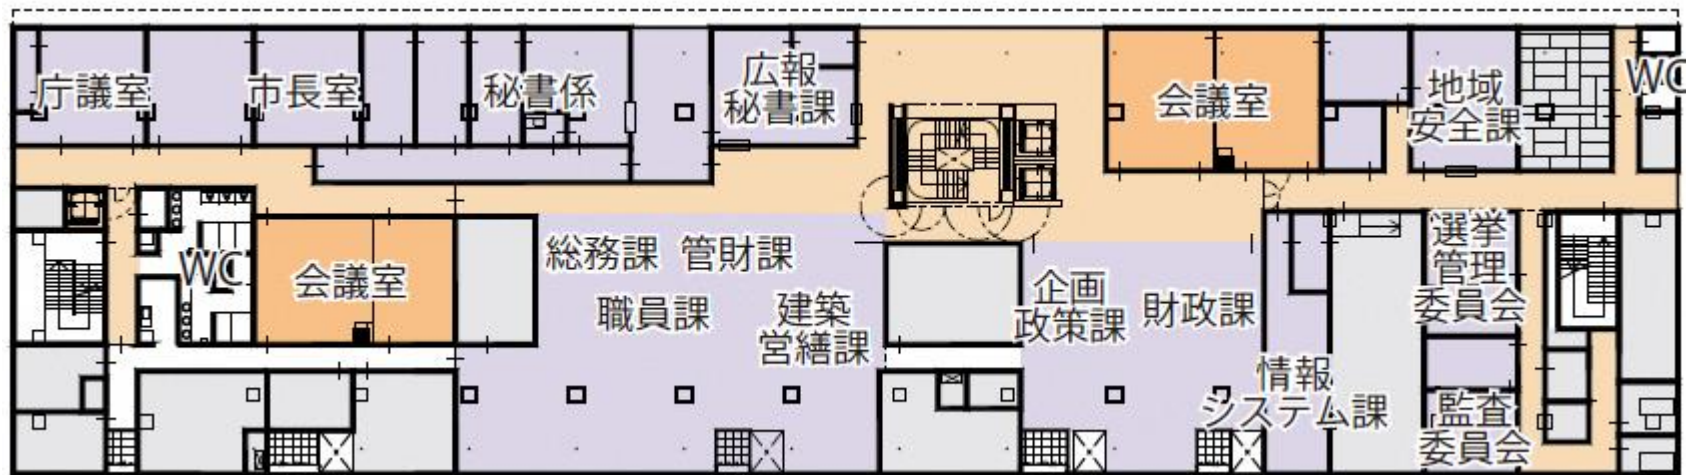 庁議室
市長室
秘書係
広報
秘書課
会議室
地域
安全課
WC
WC
会議室
総務課
管財課
職員課
建築
営繕課
企画
政策課
財政課
情報
システム課
選挙
管理
委員会
監査
委員会